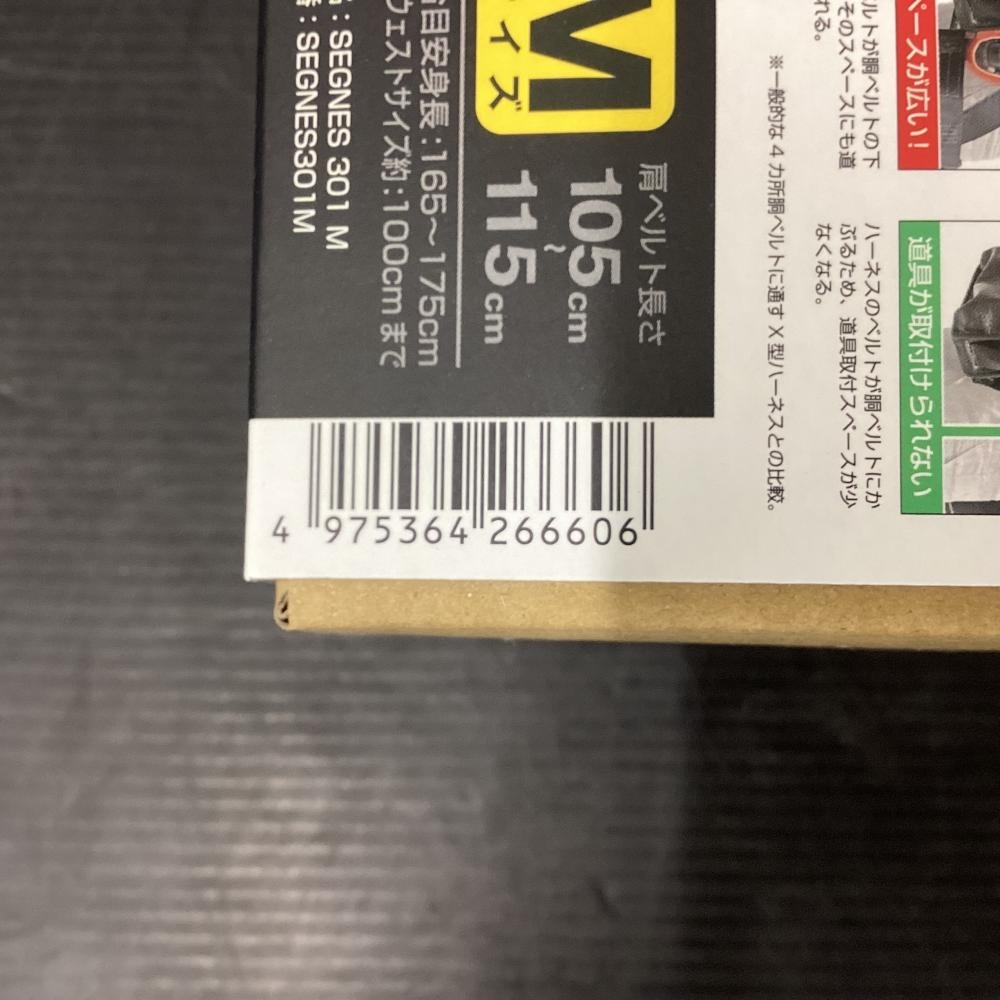 Mサイズ
肩ベルト長さ
105
~
115cm
cm
身長：165～175cm
ウェストサイズ約：100cmまで
：SEGNES 301 M
：SEGNES301M
ペースが広い！
ルトが胴ベルトの下
そのスペースにも道
れる。
※一般的な4カ所胴ベルトに通すX型ハーネスとの比較。
道具が取付けられない
ハーネスのベルトが胴ベルトにか
ぶるため、道具取付スペースが少
なくなる。
4 975364 266606